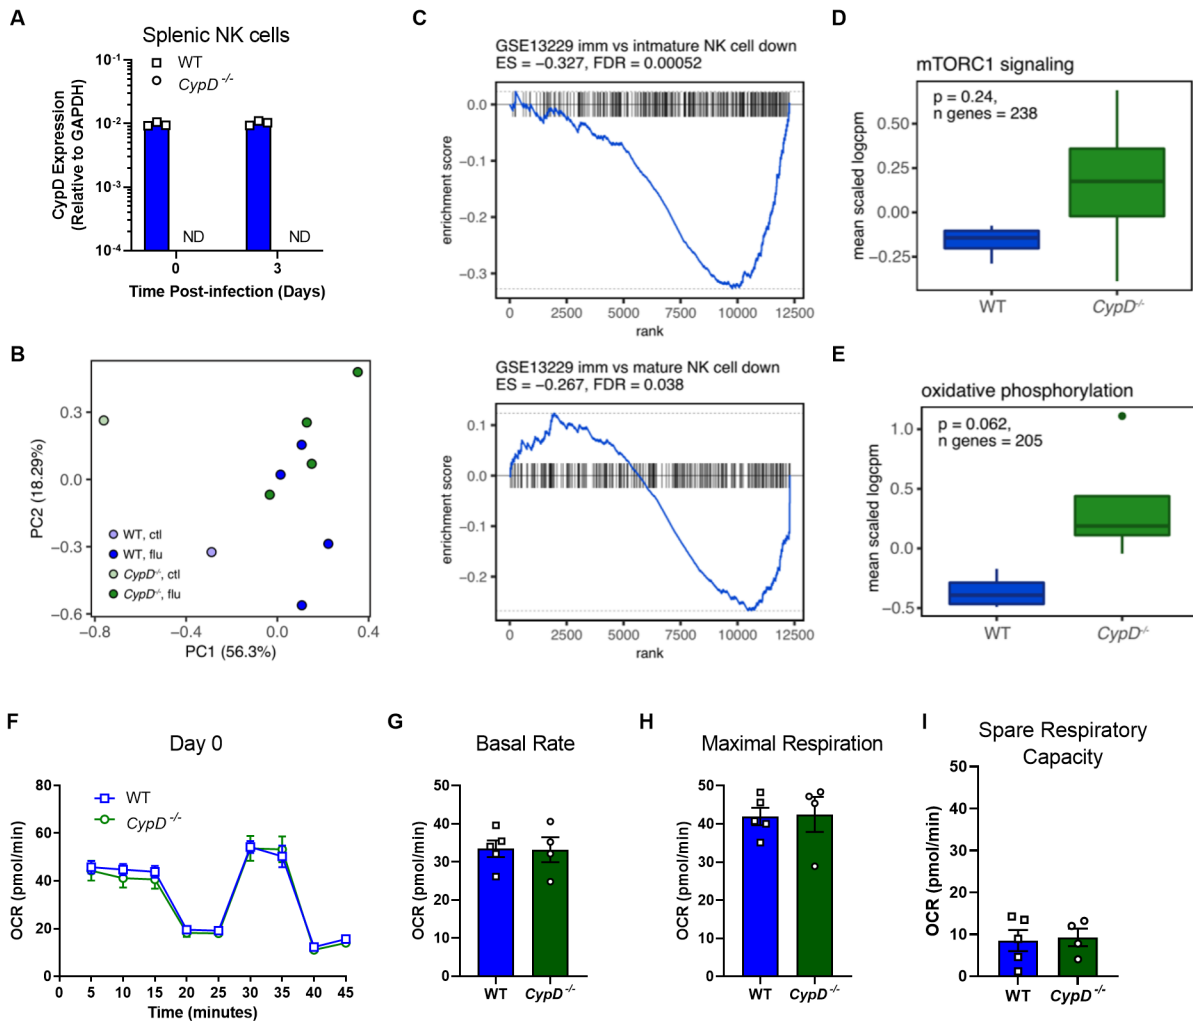 A
Splenic NK cells
WT
CypD -/-
CypD Expression
(Relative to GAPDH)
10-1
10-2
10-3
10-4
ND
ND
0
3
Time Post-infection (Days)
B
PC2 (18.29%)
0.3
0.0
−0.3
−0.6
WT, ctl
WT, flu
CypD-/-, ctl
CypD-/-, flu
−0.8
−0.4
0.0
0.4
PC1 (56.3%)
C
GSE13229 imm vs intmature NK cell down
ES = −0.327, FDR = 0.00052
enrichment score
0.0
−0.1
−0.2
−0.3
0
2500
5000
7500
10000
12500
rank
GSE13229 imm vs mature NK cell down
ES = −0.267, FDR = 0.038
enrichment score
0.1
0.0
−0.1
−0.2
0
2500
5000
7500
10000
12500
rank
D
mTORC1 signaling
p = 0.24,
n genes = 238
mean scaled logcpm
0.50
0.25
0.00
−0.25
WT
CypD-/-
E
oxidative phosphorylation
p = 0.062,
n genes = 205
mean scaled logcpm
1.0
0.5
0.0
−0.5
WT
CypD-/-
F
Day 0
WT
CypD -/-
OCR (pmol/min)
80
60
40
20
0
0
5
10
15
20
25
30
35
40
45
Time (minutes)
G
Basal Rate
OCR (pmol/min)
50
40
30
20
10
0
WT
CypD -/-
H
Maximal Respiration
OCR (pmol/min)
50
40
30
20
10
0
WT
CypD -/-
I
Spare Respiratory
Capacity
OCR (pmol/min)
50
40
30
20
10
0
WT
CypD -/-